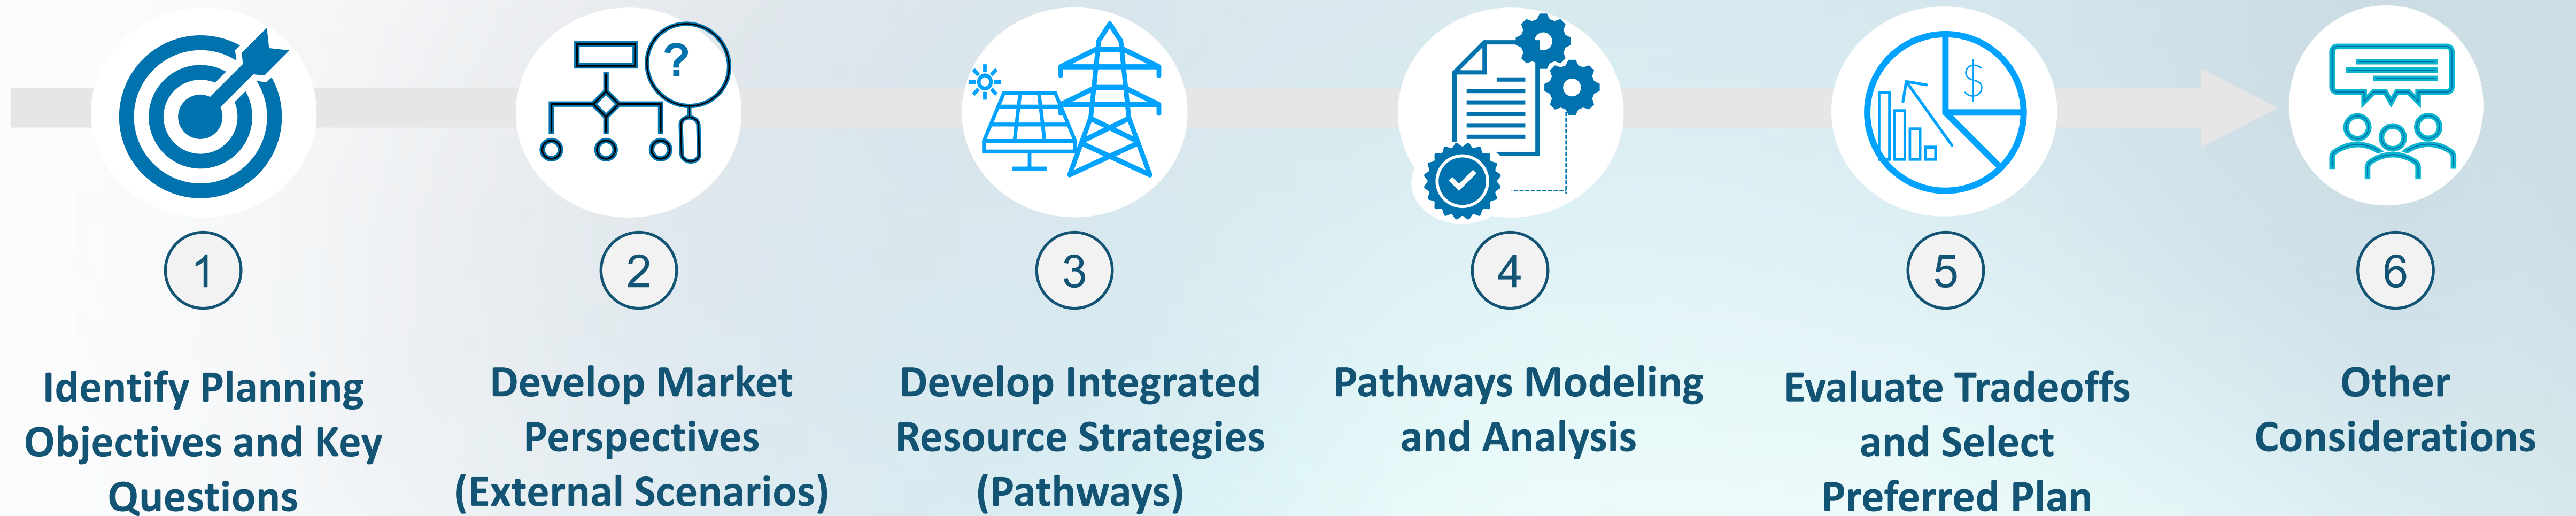 ?
$
1
Identify Planning
Objectives and Key
Questions
2
Develop Market
Perspectives
(External Scenarios)
3
Develop Integrated
Resource Strategies
(Pathways)
4
Pathways Modeling
and Analysis
5
Evaluate Tradeoffs
and Select
Preferred Plan
6
Other
Considerations